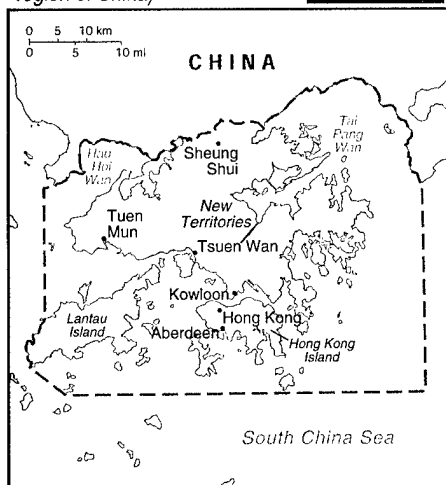 region of China)
0 5 10 km
0 5 10 mi
CHINA
Tai
Pang
Wan
Hau
Hoi
Wan
Sheung
Shui
New
Territories
Tuen
Mun
Tsuen Wan
Kowloon
Lantau
Island
Hong Kong
Aberdeen
Hong Kong
Island
South China Sea